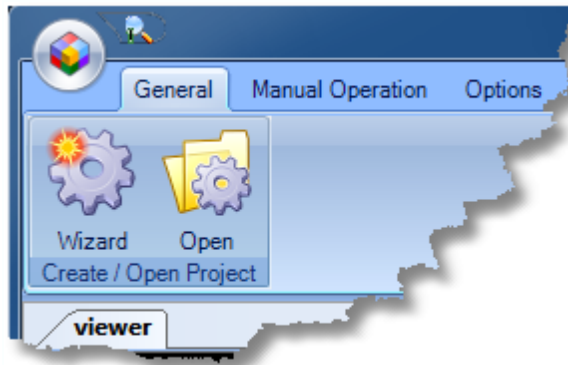 General Manual Operation Options
Wizard Open
Create / Open Project
viewer